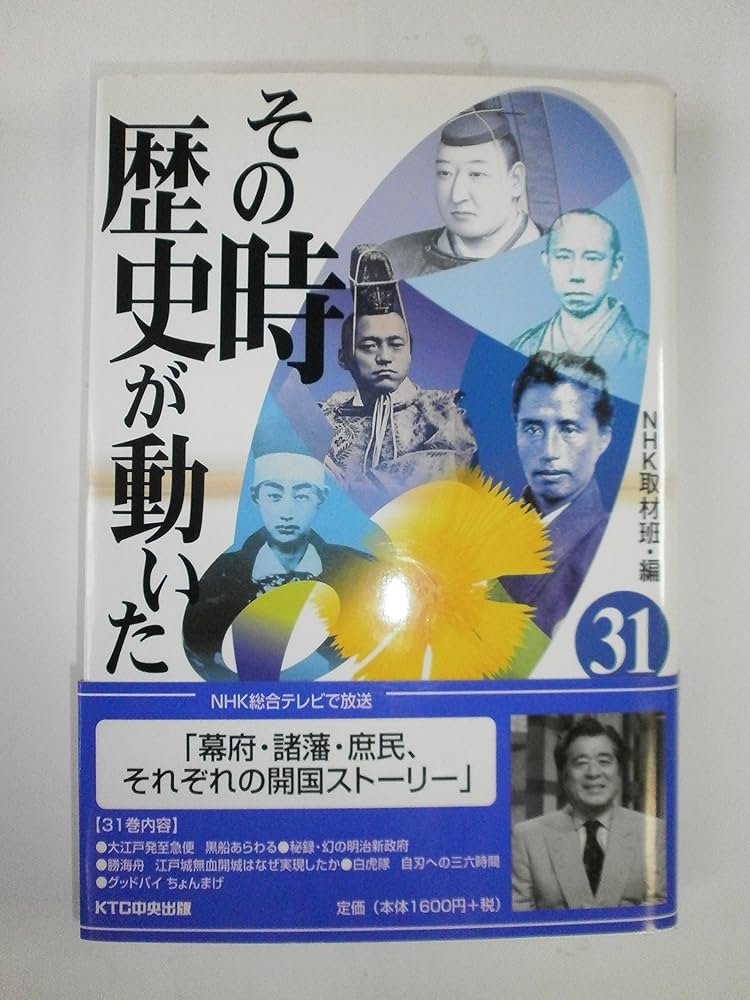 その時
歴史が動いた
NHK取材班・編
31
NHK総合テレビで放送
「幕府・諸藩・庶民、
それぞれの開国ストーリー」
【31巻内容】
●大江戸発至急便 黒船あらわる●秘録・幻の明治新政府
●勝海舟 江戸城無血開城はなぜ実現したか●白虎隊 自刃への三六時間
●グッドバイ ちょんまげ
KTC中央出版
定価（本体1600円＋税）